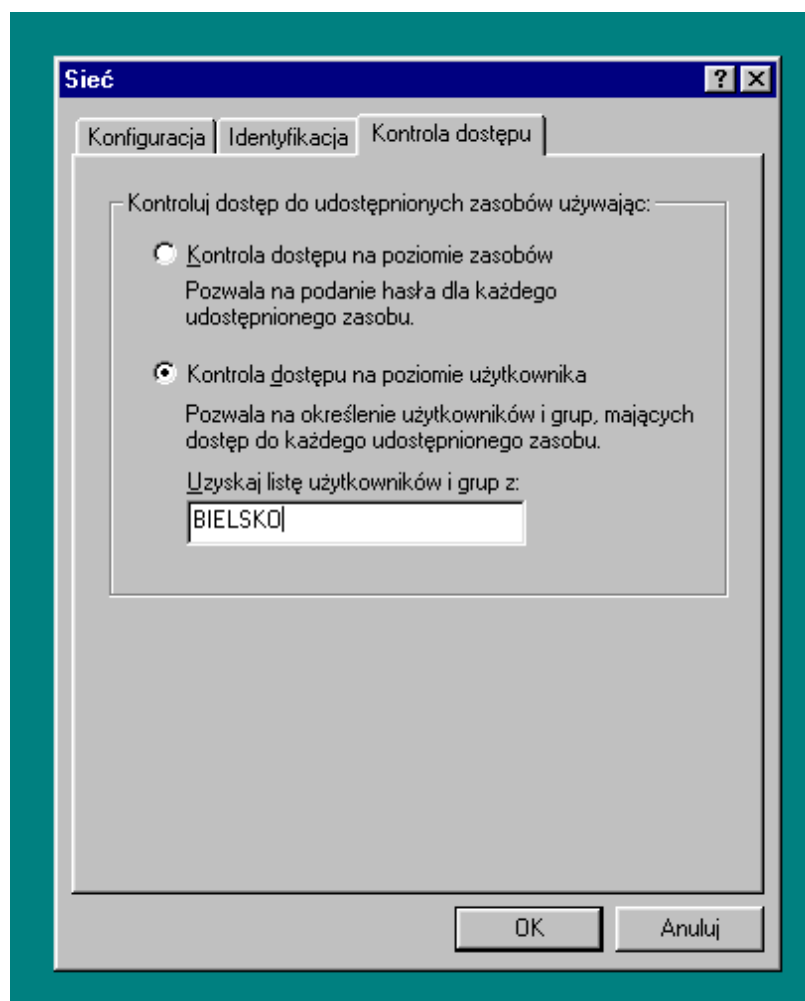 Sieć
Konfiguracja Identyfikacja Kontrola dostępu
Kontroluj dostęp do udostępnionych zasobów używając:
Kontrola dostępu na poziomie zasobów
Pozwala na podanie hasła dla każdego
udostępnionego zasobu.
Kontrola dostępu na poziomie użytkownika
Pozwala na określenie użytkowników i grup, mających
dostęp do każdego udostępnionego zasobu.
Uzyskaj listę użytkowników i grup z:
BIELSKO
OK Anuluj